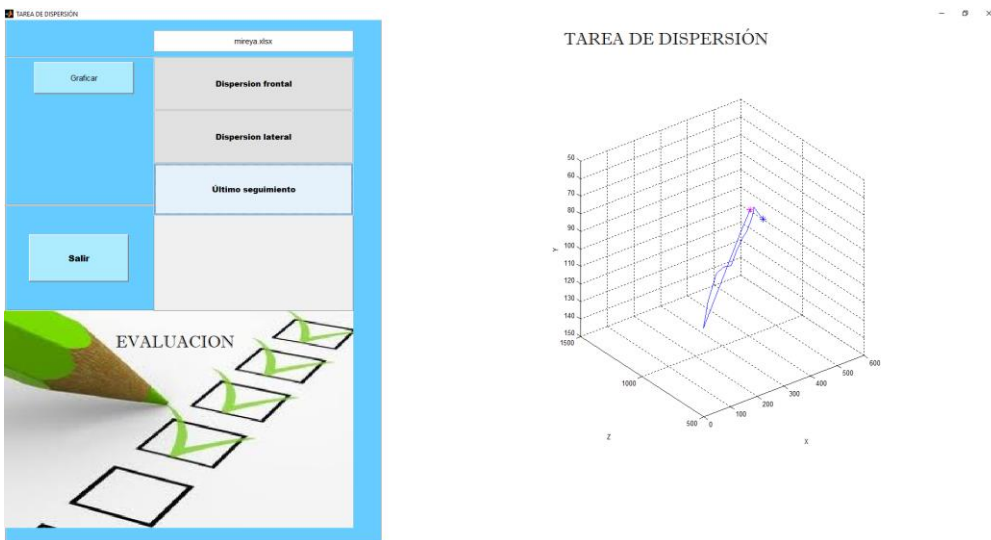 TAREA DE DISPERSIÓN
mireya.xlsx
Graficar
Dispersion frontal
Dispersion lateral
Último seguimiento
Salir
EVALUACION
TAREA DE DISPERSIÓN
50
60
70
80
90
100
110
120
130
140
150
Y
1500
1000
500
Z
0
100
200
300
400
500
600
X